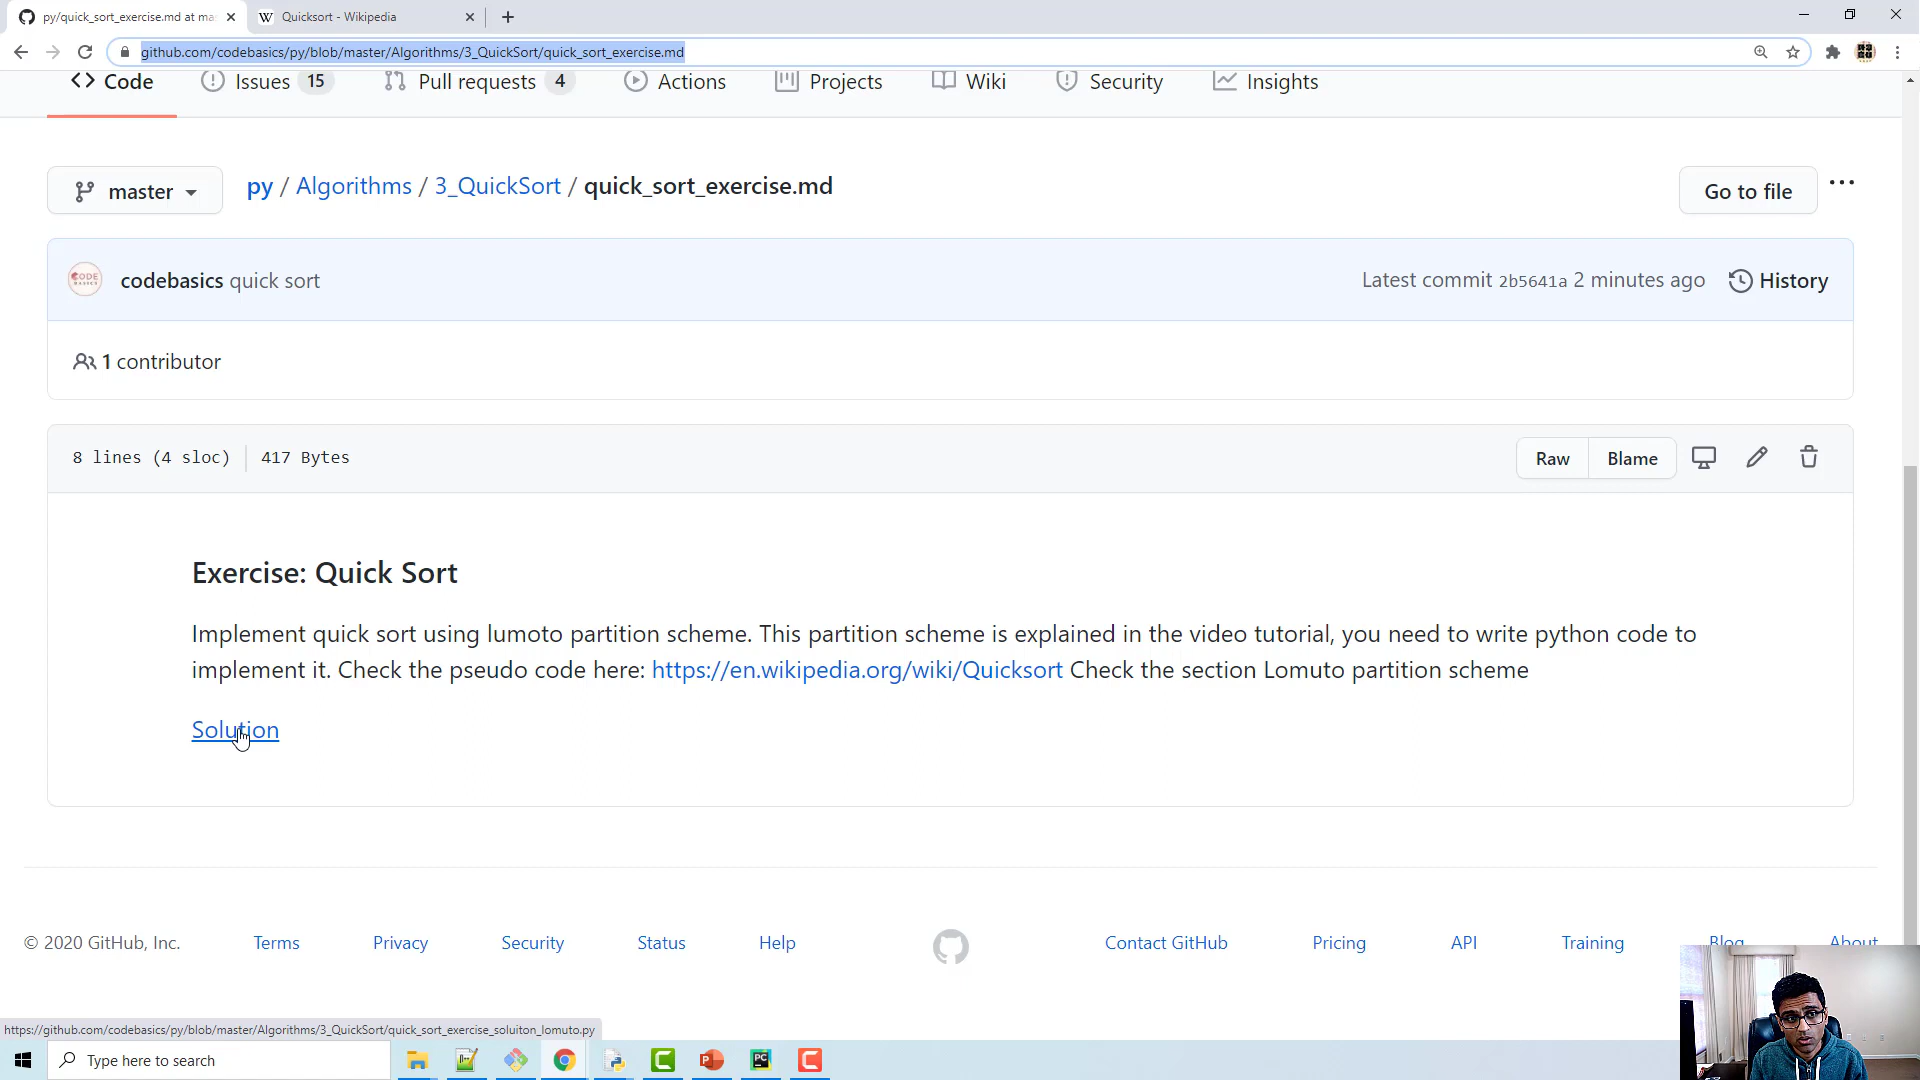 py/quick_sort_exercise.md at ma
Quicksort - Wikipedia
github.com/codebasics/py/blob/master/Algorithms/3_QuickSort/quick_sort_exercise.md
Code
Issues 15
Pull requests 4
Actions
Projects
Wiki
Security
Insights
master
py / Algorithms / 3_QuickSort / quick_sort_exercise.md
Go to file
codebasics quick sort
Latest commit 2b5641a 2 minutes ago
History
1 contributor
8 lines (4 sloc)
417 Bytes
Raw
Blame
Exercise: Quick Sort
Implement quick sort using lumoto partition scheme. This partition scheme is explained in the video tutorial, you need to write python code to
implement it. Check the pseudo code here: https://en.wikipedia.org/wiki/Quicksort Check the section Lomuto partition scheme
Solution
© 2020 GitHub, Inc.
Terms
Privacy
Security
Status
Help
Contact GitHub
Pricing
API
Training
Blog
About
https://github.com/codebasics/py/blob/master/Algorithms/3_QuickSort/quick_sort_exercise_soluiton_lomuto.py
Type here to search